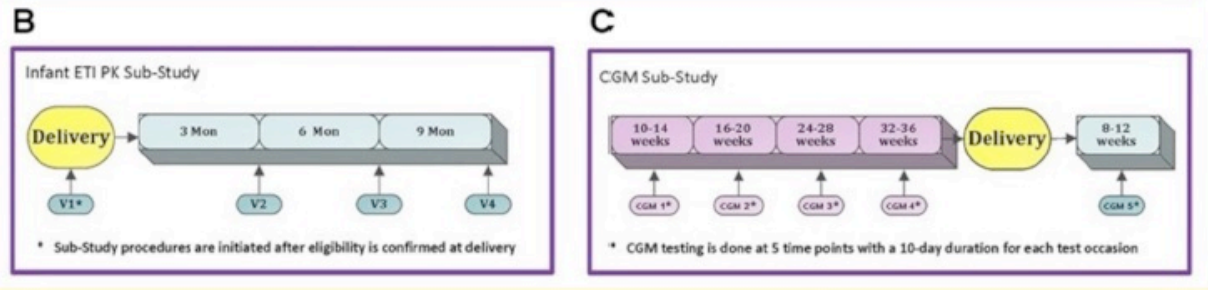 B
Infant ETI PK Sub-Study
Delivery
3 Mon
6 Mon
9 Mon
V1*
V2
V3
V4
* Sub-Study procedures are initiated after eligibility is confirmed at delivery
C
CGM Sub-Study
10-14
weeks
16-20
weeks
24-28
weeks
32-36
weeks
Delivery
8-12
weeks
CGM 1*
CGM 2*
CGM 3*
CGM 4*
CGM 5*
* CGM testing is done at 5 time points with a 10-day duration for each test occasion